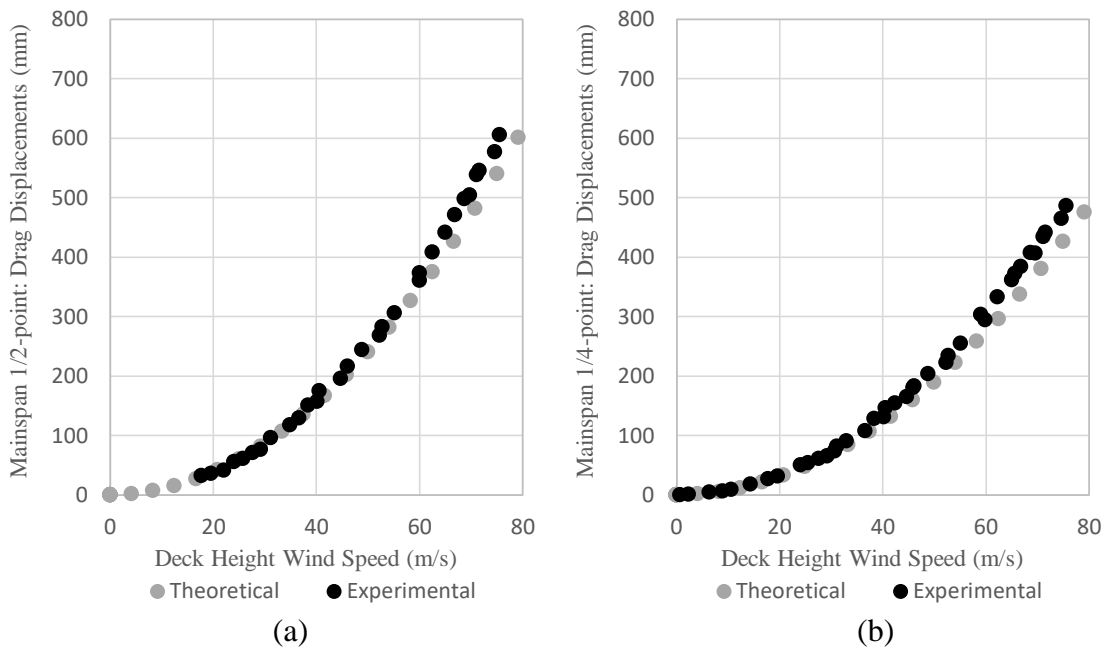 800
700
600
500
400
300
200
100
0
Mainspan 1/2-point: Drag Displacements (mm)
0 20 40 60 80
Deck Height Wind Speed (m/s)
Theoretical Experimental
(a)
800
700
600
500
400
300
200
100
0
Mainspan 1/4-point: Drag Displacements (mm)
0 20 40 60 80
Deck Height Wind Speed (m/s)
Theoretical Experimental
(b)